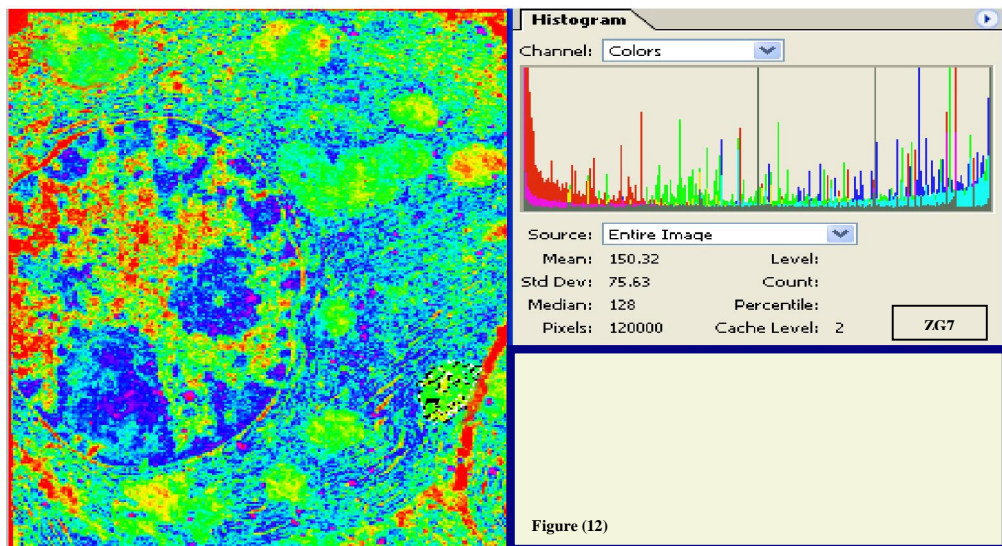 Histogram
Channel: Colors
Source: Entire Image
Mean: 150.32 Level:
Std Dev: 75.63 Count:
Median: 128 Percentile:
Pixels: 120000 Cache Level: 2
ZG7
Figure (12)